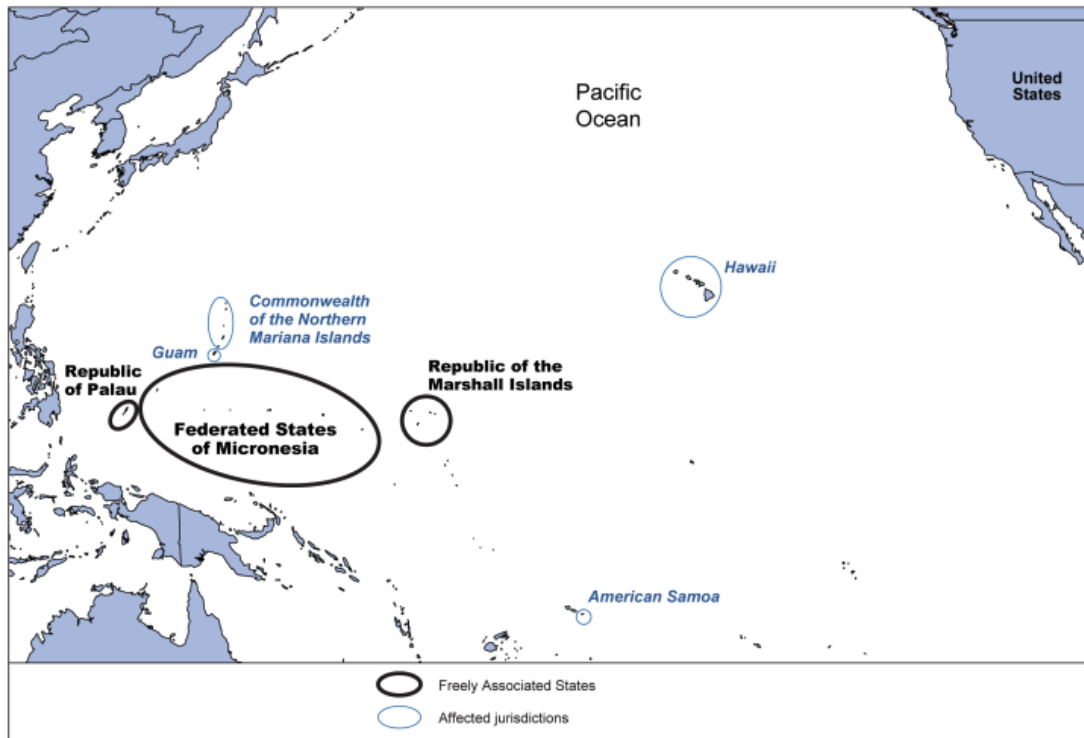 Pacific
Ocean
United
States
Hawaii
Commonwealth
of the Northern
Mariana Islands
Guam
Republic
of Palau
Republic of the
Marshall Islands
Federated States
of Micronesia
American Samoa
Freely Associated States
Affected jurisdictions